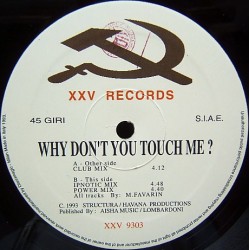 XXV RECORDS
45 GIRI
S.I.A.E.
WHY DON'T YOU TOUCH ME ?
A - Other side
CLUB MIX 4.12
B - This side
IPNOTIC MIX 4.48
POWER MIX 4.40
All tracks By: M.FAVARIN
© 1993 STRUCTURA/HAVANA PRODUCTIONS
Published By: AISHA MUSIC / LOMBARDONI
XXV 9303